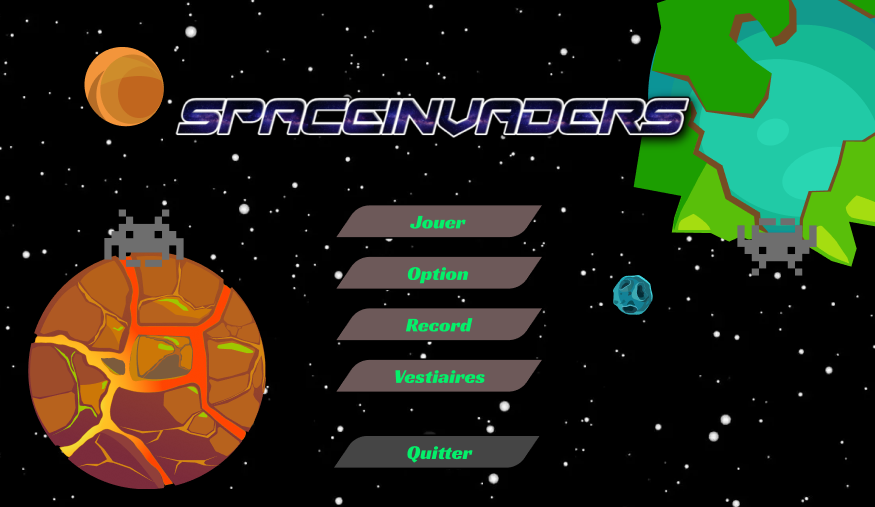 SPACEINVADERS
Jouer
Option
Record
Vestiaires
Quitter